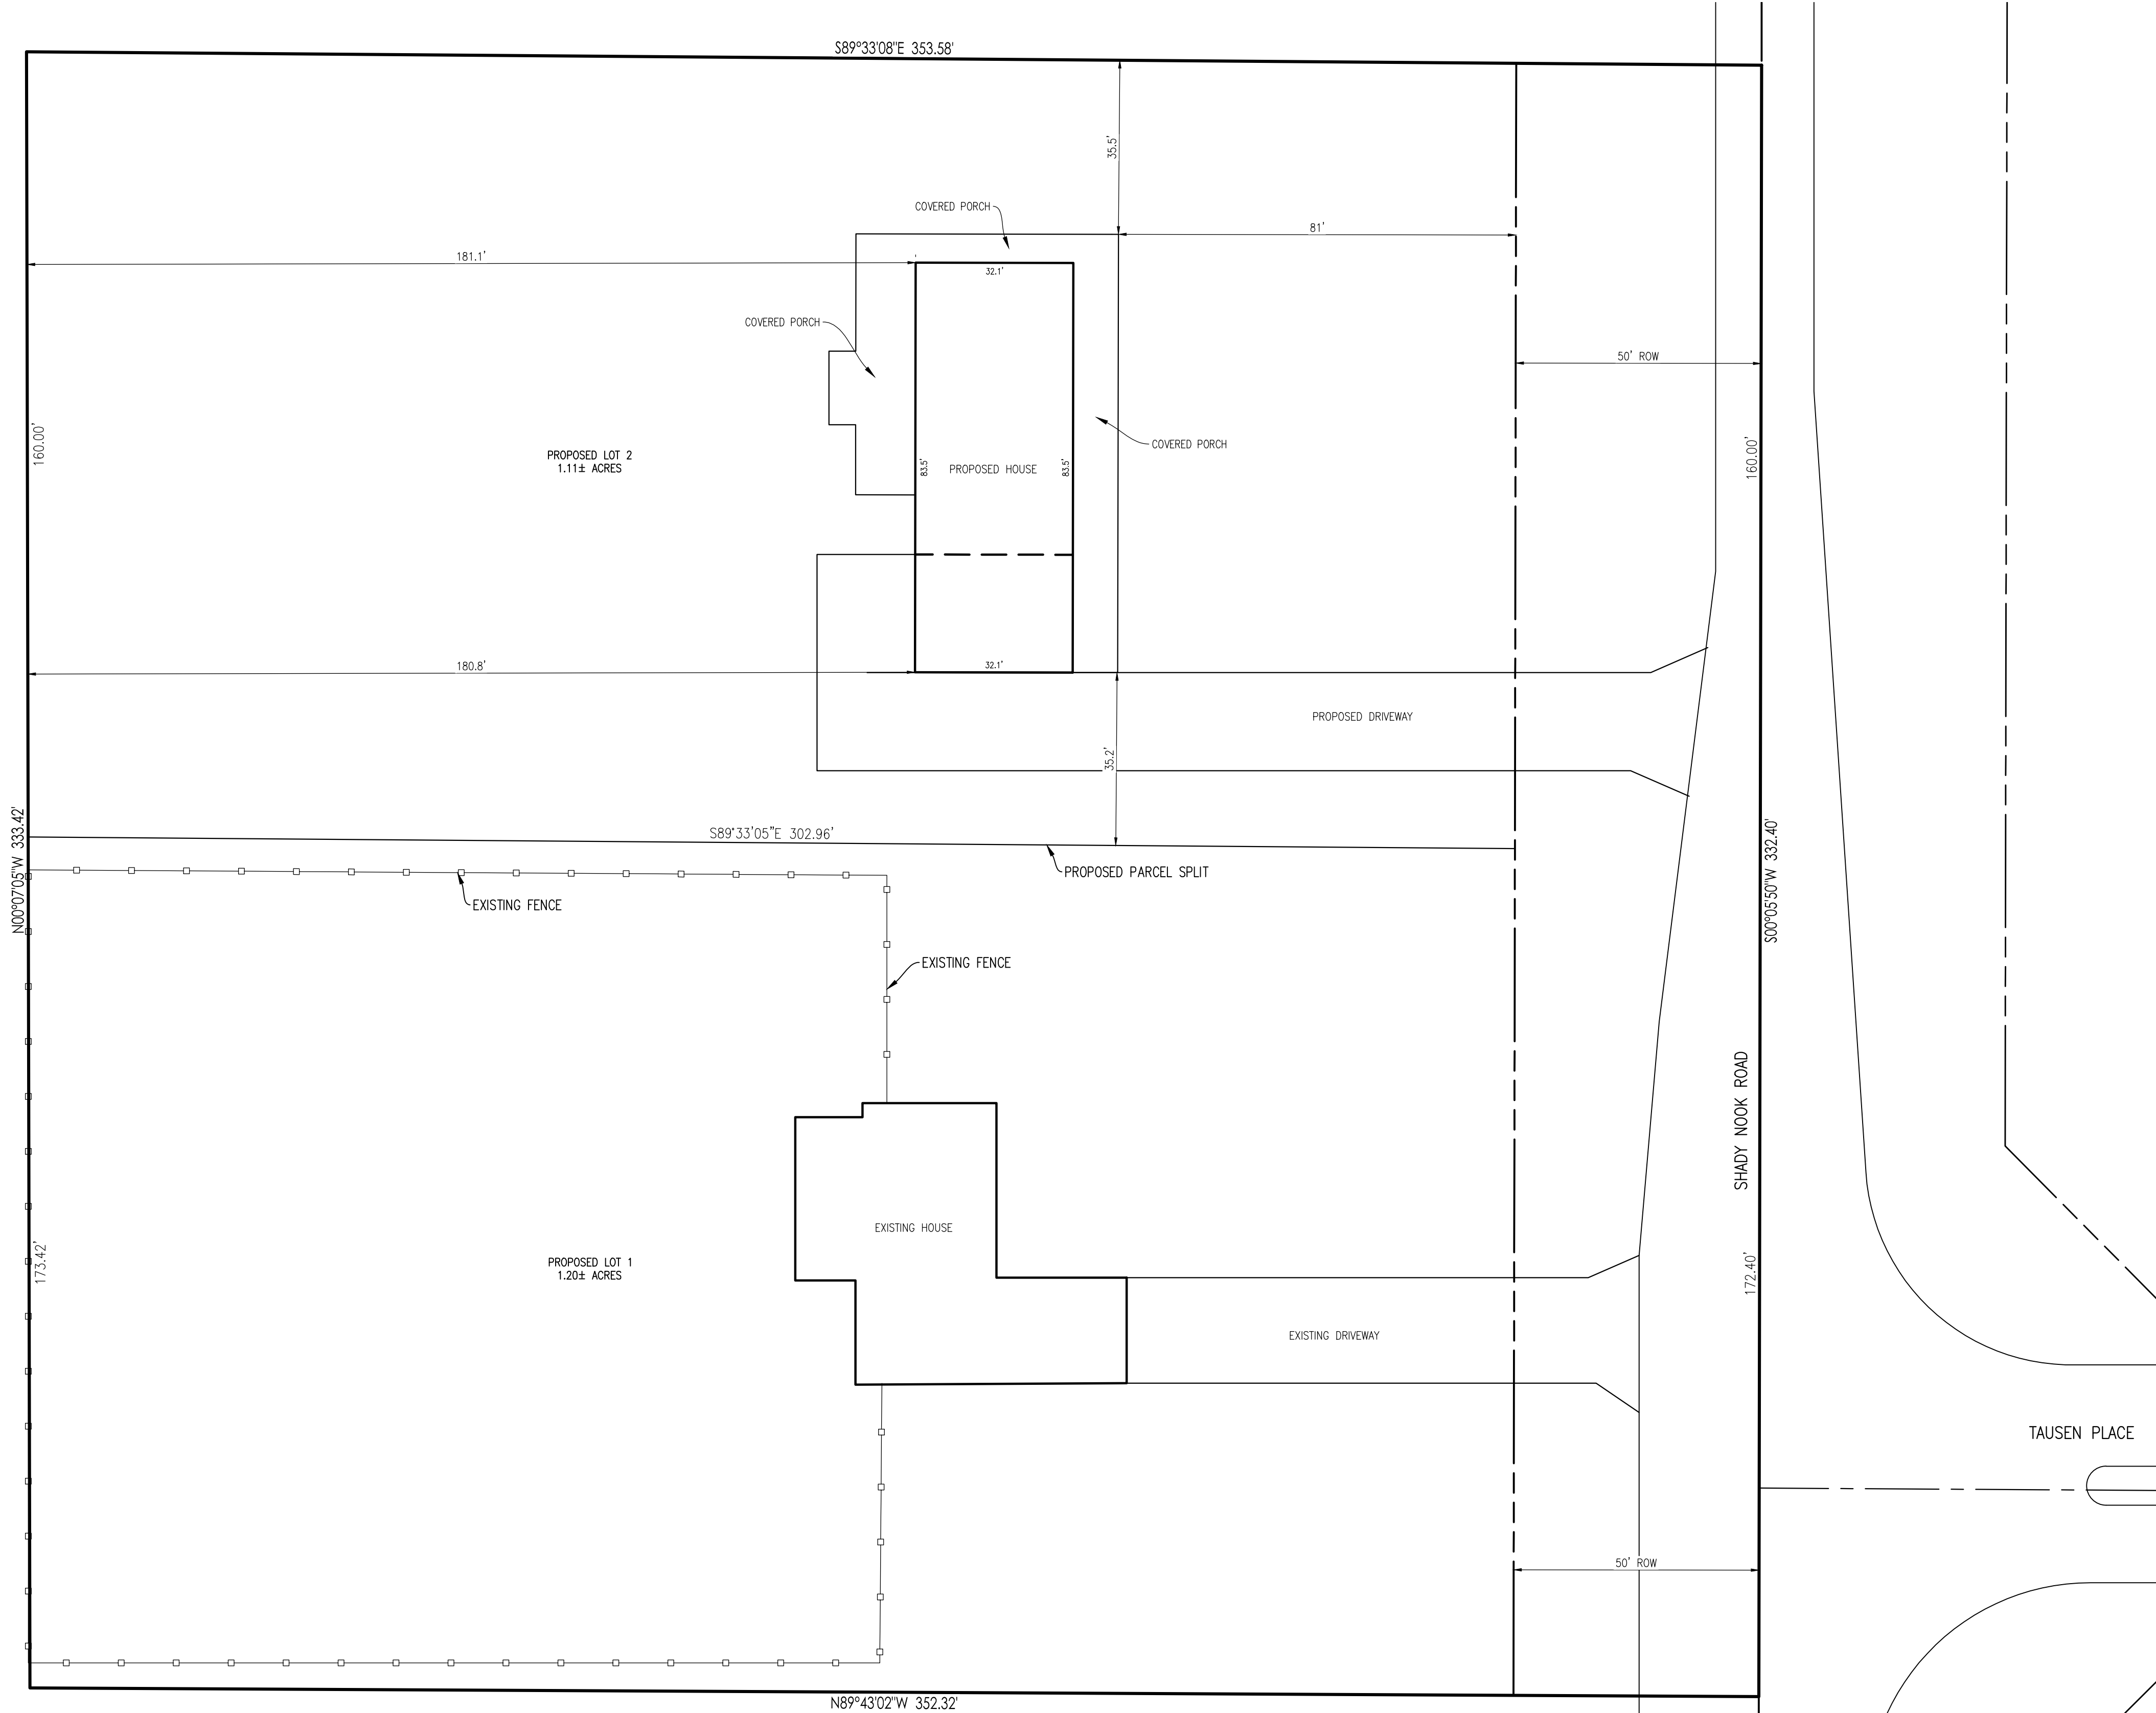 S89°33'08"E 353.58'
35.5'
COVERED PORCH
81'
181.1'
32.1'
COVERED PORCH
50' ROW
160.00'
160.00'
COVERED PORCH
PROPOSED LOT 2
1.11± ACRES
83.5'
PROPOSED HOUSE
83.5'
180.8'
32.1'
PROPOSED DRIVEWAY
35.2'
S89°33'05"E 302.96'
N00°07'05"W 333.42'
S00°05'50"W 332.40'
PROPOSED PARCEL SPLIT
EXISTING FENCE
EXISTING FENCE
SHADY NOOK ROAD
EXISTING HOUSE
173.42'
PROPOSED LOT 1
1.20± ACRES
172.40'
EXISTING DRIVEWAY
TAUSEN PLACE
50' ROW
N89°43'02"W 352.32'